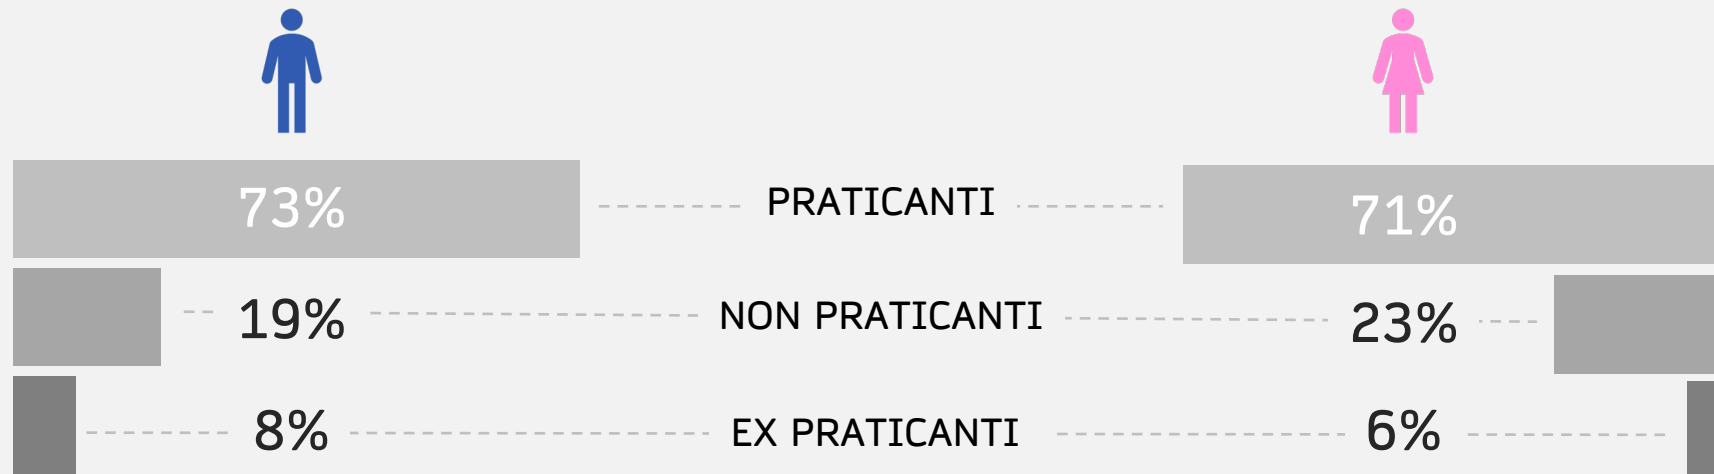 73% PRATICANTI 71%
19% NON PRATICANTI 23%
8% EX PRATICANTI 6%